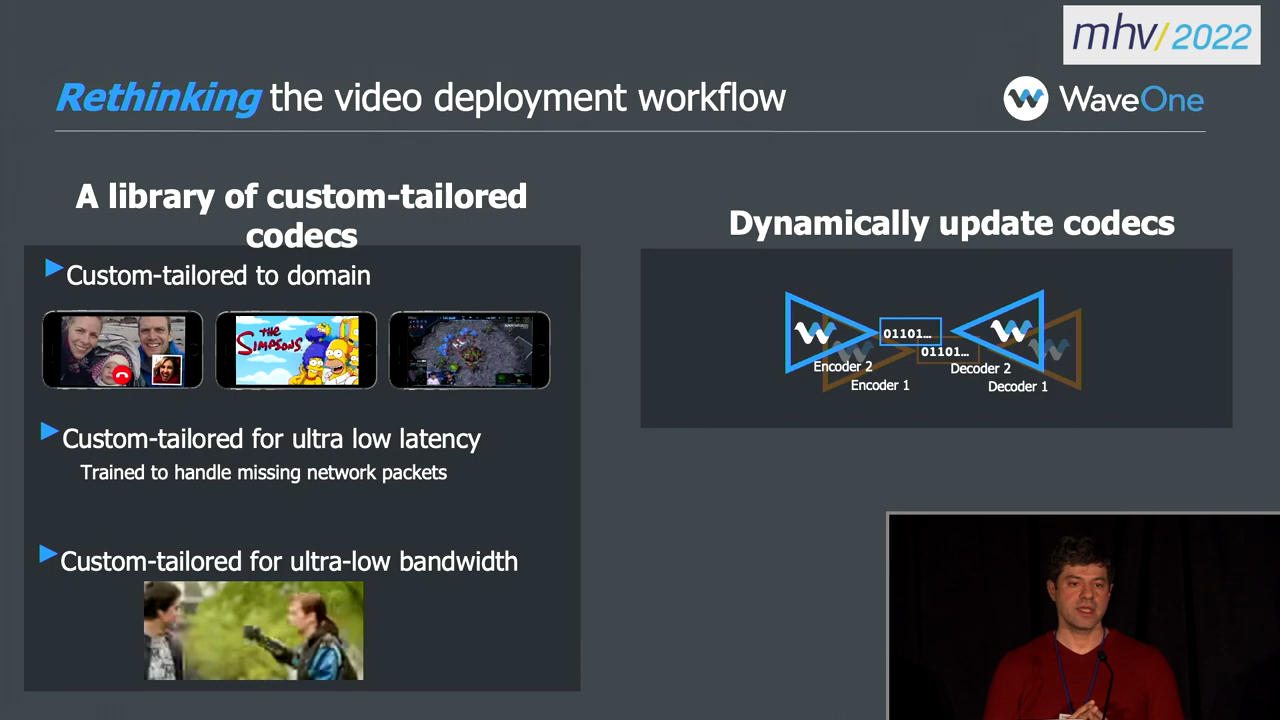 mhv/2022
Rethinking the video deployment workflow
WaveOne
A library of custom-tailored
codecs
Custom-tailored to domain
THE
SIMPSONS
Custom-tailored for ultra low latency
Trained to handle missing network packets
Custom-tailored for ultra-low bandwidth
Dynamically update codecs
01101…
01101…
Encoder 2
Decoder 2
Encoder 1
Decoder 1